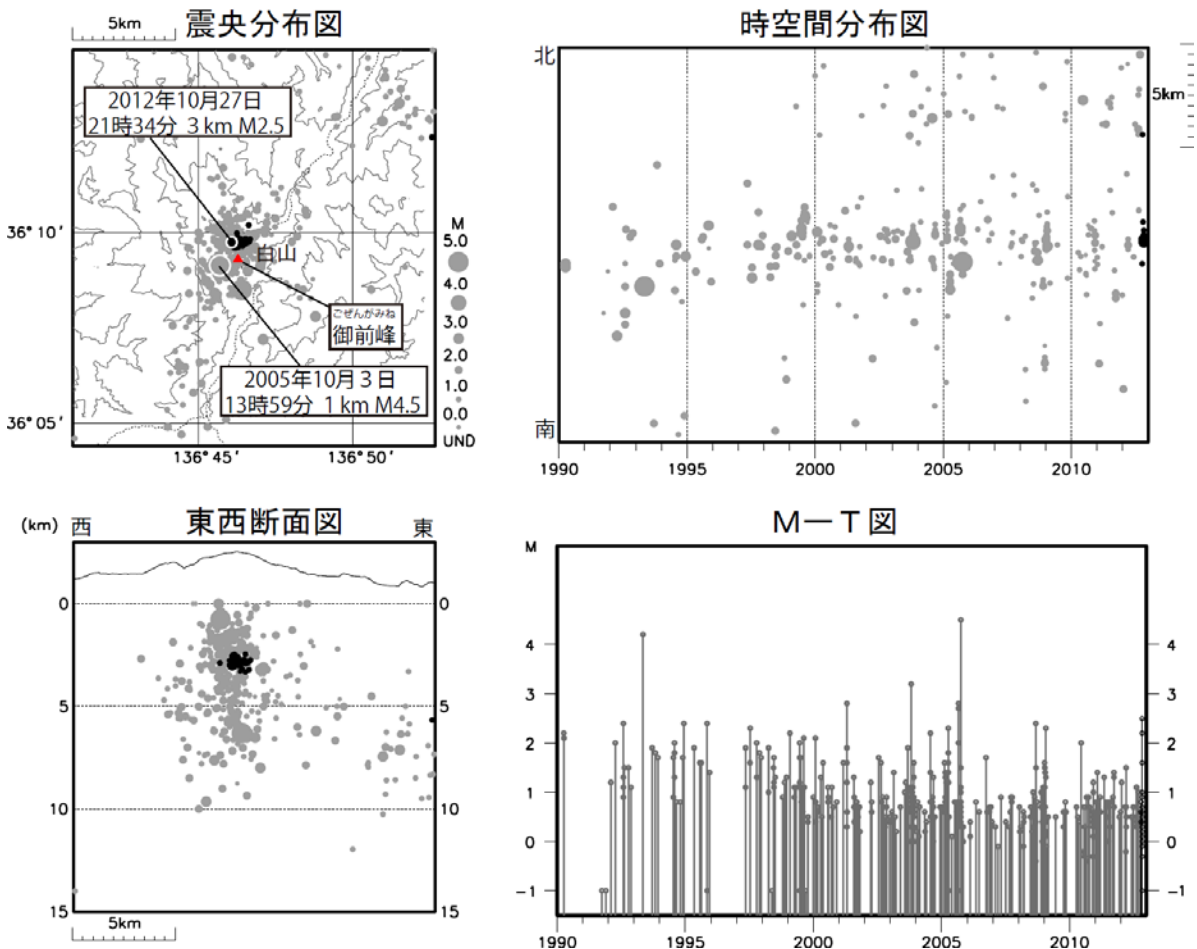 5km
震央分布図
2012年10月27日
21時34分 3km M2.5
36°10′
白山
ごぜんがみね
御前峰
2005年10月3日
13時59分 1km M4.5
36°05′
136°45′
136°50′
M
5.0
4.0
3.0
2.0
1.0
0.0
UND
時空間分布図
北
5km
南
1990
1995
2000
2005
2010
東西断面図
(km) 西 東
0 0
5 5
10 10
15 15
5km
M－T図
M
4 4
3 3
2 2
1 1
0 0
-1 -1
1990 1995 2000 2005 2010